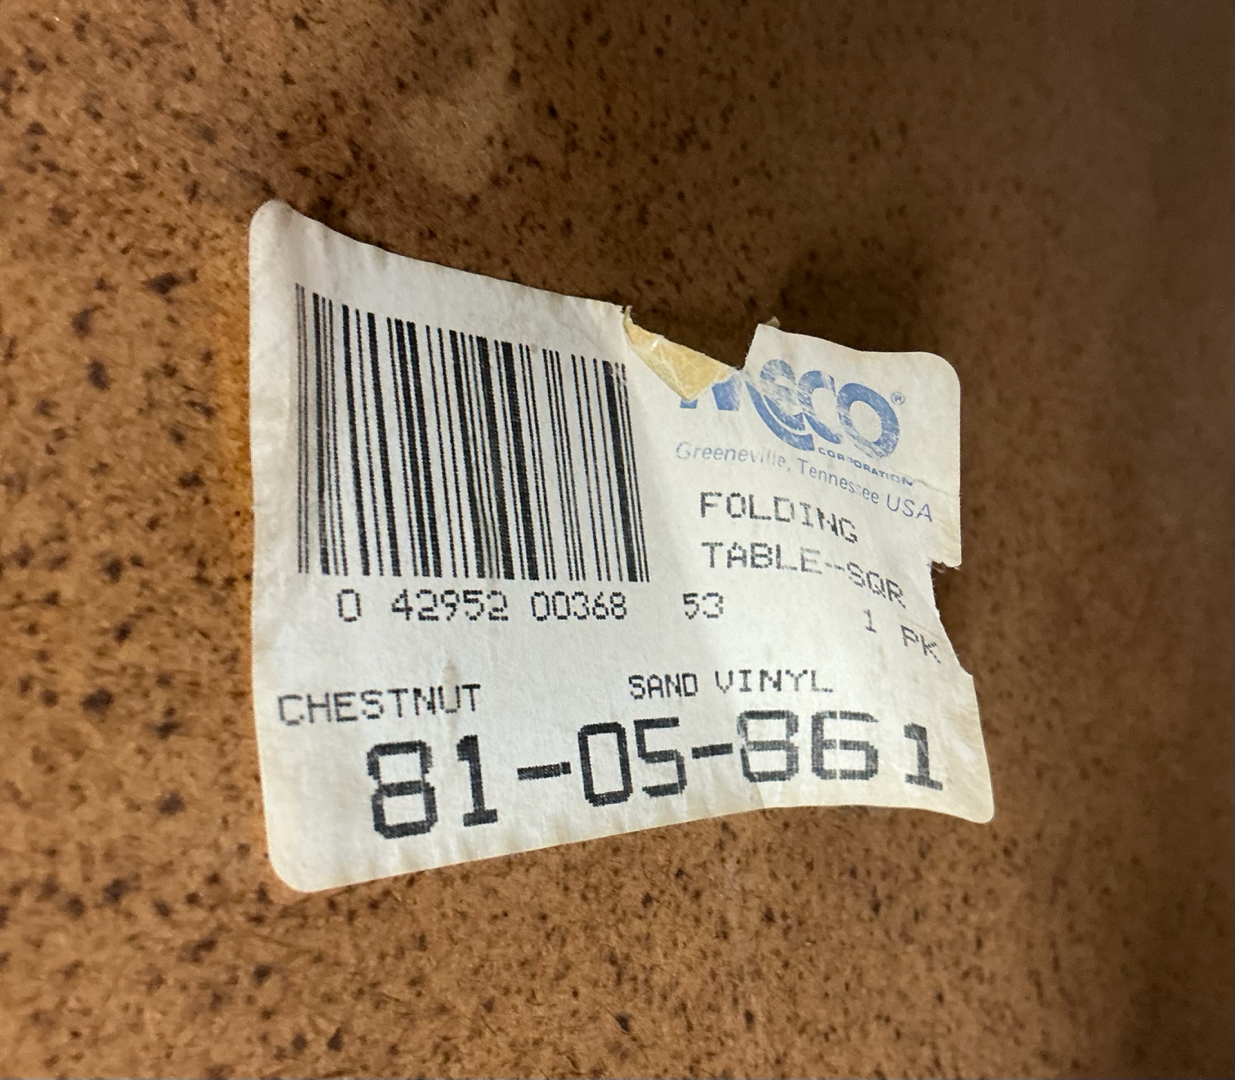 MECO®
CORPORATION
Greeneville, Tennessee USA
FOLDING
TABLE--SQR
1 PK
0 42952 00368 53
CHESTNUT SAND VINYL
81-05-861